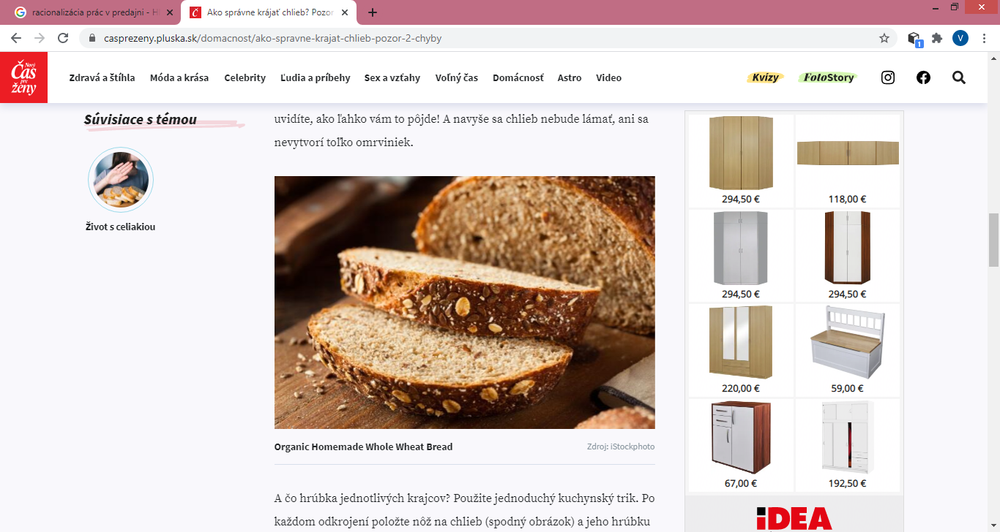 racionalizácia prác v predajni - H
Ako správne krájať chlieb? Pozor
casprezeny.pluska.sk/domacnost/ako-spravne-krajat-chlieb-pozor-2-chyby
1
V
Nový Čas pre ženy
Zdravá a štíhla
Móda a krása
Celebrity
Ľudia a príbehy
Sex a vzťahy
Voľný čas
Domácnosť
Astro
Video
Kvízy
FotoStory
Súvisiace s témou
Život s celiakiou
uvidíte, ako ľahko vám to pôjde! A navyše sa chlieb nebude lámať, ani sa
nevytvorí toľko omrviniek.
Organic Homemade Whole Wheat Bread
Zdroj: iStockphoto
A čo hrúbka jednotlivých krajcov? Použite jednoduchý kuchynský trik. Po
každom odkrojení položte nôž na chlieb (spodný obrázok) a jeho hrúbku
294,50 €
118,00 €
294,50 €
294,50 €
220,00 €
59,00 €
67,00 €
192,50 €
iDEA